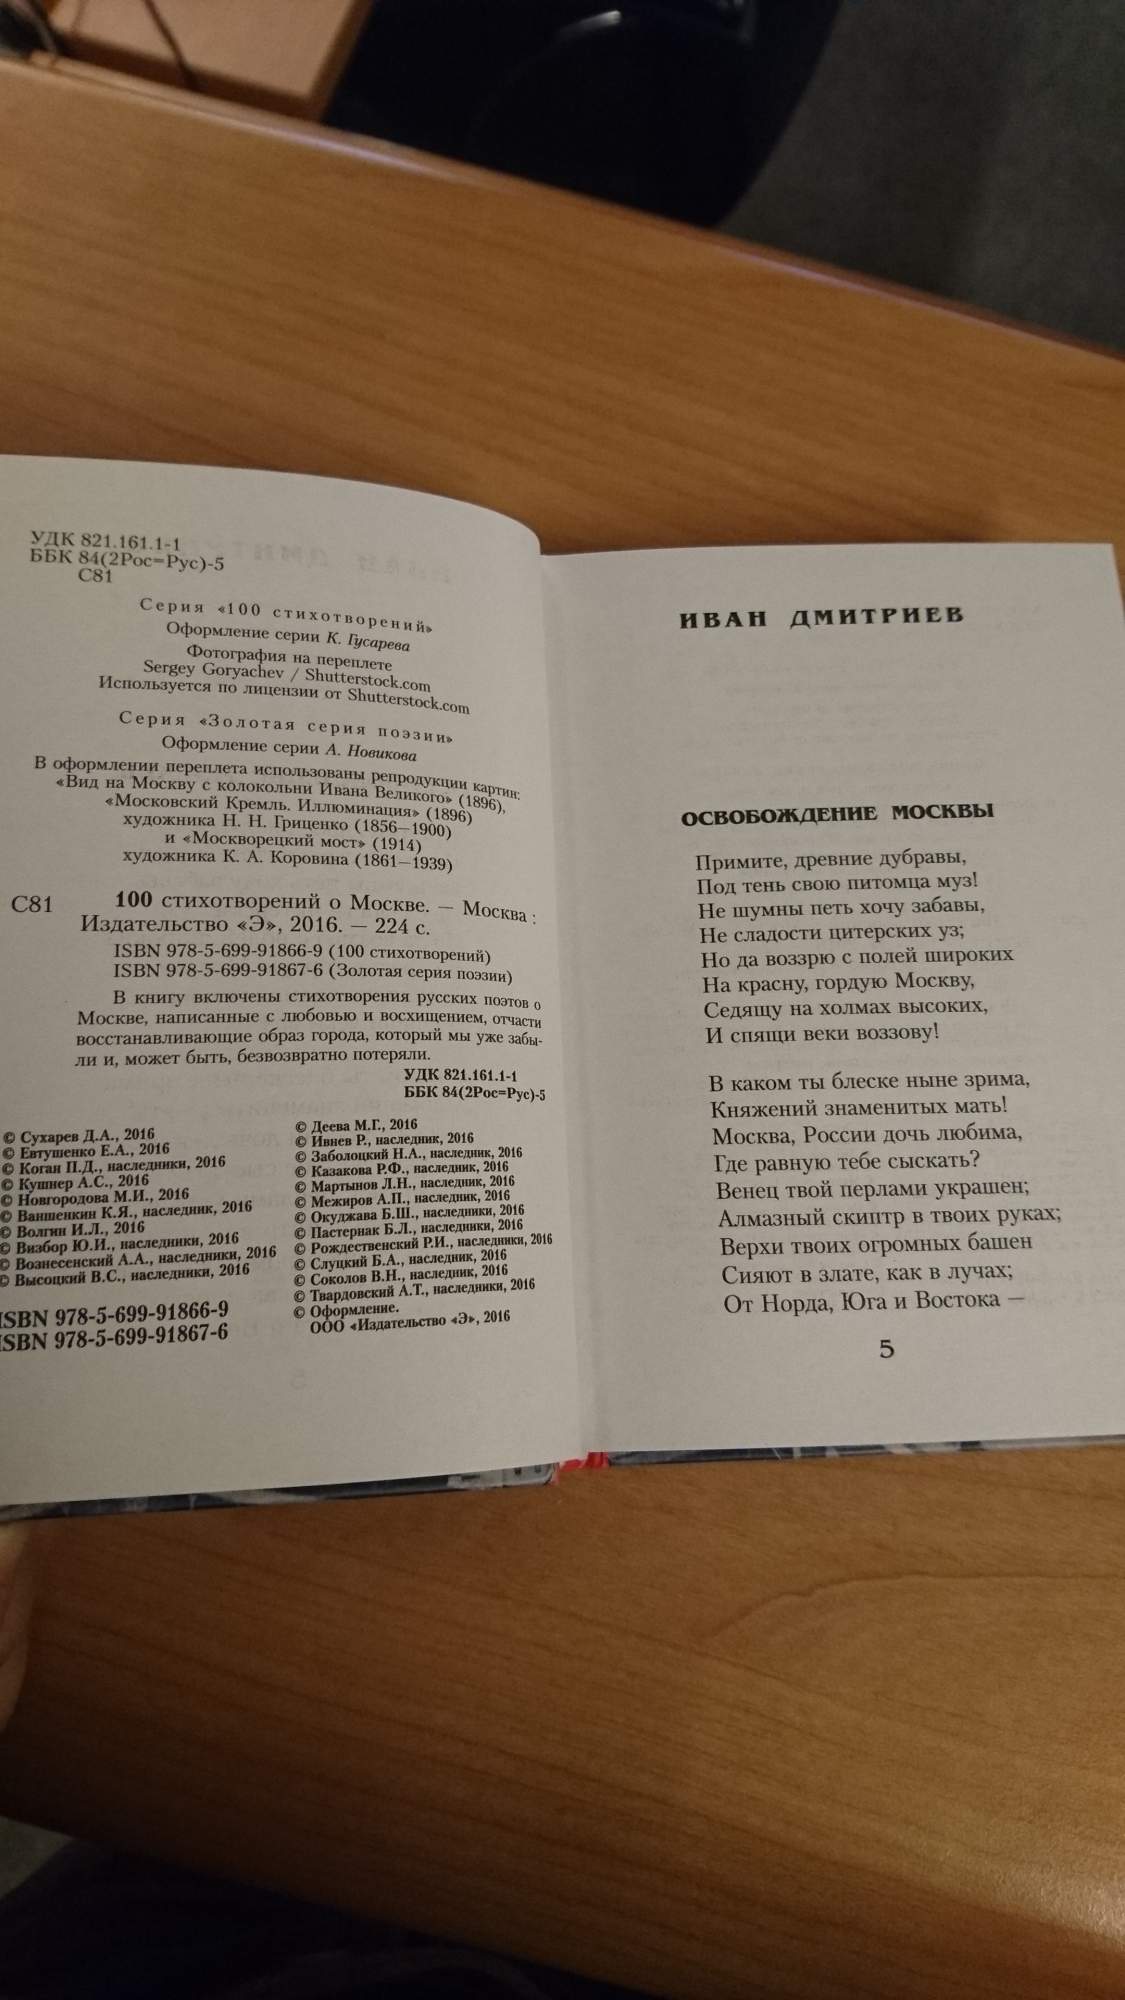 УДК 821.161.1-1
ББК 84(2Рос=Рус)-5
С81
Серия «100 стихотворений»
Оформление серии К. Гусарева
Фотография на переплете
Sergey Goryachev / Shutterstock.com
Используется по лицензии от Shutterstock.com
Серия «Золотая серия поэзии»
Оформление серии А. Новикова
В оформлении переплета использованы репродукции картин:
«Вид на Москву с колокольни Ивана Великого» (1896),
«Московский Кремль. Иллюминация» (1896)
художника Н. Н. Гриценко (1856—1900)
и «Москворецкий мост» (1914)
художника К. А. Коровина (1861—1939)
С81 100 стихотворений о Москве. — Москва :
Издательство «Э», 2016. — 224 с.
ISBN 978-5-699-91866-9 (100 стихотворений)
ISBN 978-5-699-91867-6 (Золотая серия поэзии)
В книгу включены стихотворения русских поэтов о
Москве, написанные с любовью и восхищением, отчасти
восстанавливающие образ города, который мы уже забы-
ли и, может быть, безвозвратно потеряли.
УДК 821.161.1-1
ББК 84(2Рос=Рус)-5
© Сухарев Д.А., 2016
© Евтушенко Е.А., 2016
© Коган П.Д., наследники, 2016
© Кушнер А.С., 2016
© Новгородова М.И., 2016
© Ваншенкин К.Я., наследник, 2016
© Волгин И.Л., 2016
© Визбор Ю.И., наследники, 2016
© Вознесенский А.А., наследники, 2016
© Высоцкий В.С., наследники, 2016
ISBN 978-5-699-91866-9
ISBN 978-5-699-91867-6
© Деева М.Г., 2016
© Ивнев Р., наследник, 2016
© Заболоцкий Н.А., наследник, 2016
© Казакова Р.Ф., наследник, 2016
© Мартынов Л.Н., наследник, 2016
© Межиров А.П., наследник, 2016
© Окуджава Б.Ш., наследники, 2016
© Пастернак Б.Л., наследники, 2016
© Рождественский Р.И., наследники, 2016
© Слуцкий Б.А., наследник, 2016
© Соколов В.Н., наследник, 2016
© Твардовский А.Т., наследники, 2016
© Оформление.
ООО «Издательство «Э», 2016
ИВАН ДМИТРИЕВ
ОСВОБОЖДЕНИЕ МОСКВЫ
Примите, древние дубравы,
Под тень свою питомца муз!
Не шумны петь хочу забавы,
Не сладости цитерских уз;
Но да воззрю с полей широких
На красну, гордую Москву,
Седящу на холмах высоких,
И спящи веки воззову!
В каком ты блеске ныне зрима,
Княжений знаменитых мать!
Москва, России дочь любима,
Где равную тебе сыскать?
Венец твой перлами украшен;
Алмазный скиптр в твоих руках;
Верхи твоих огромных башен
Сияют в злате, как в лучах;
От Норда, Юга и Востока —
5